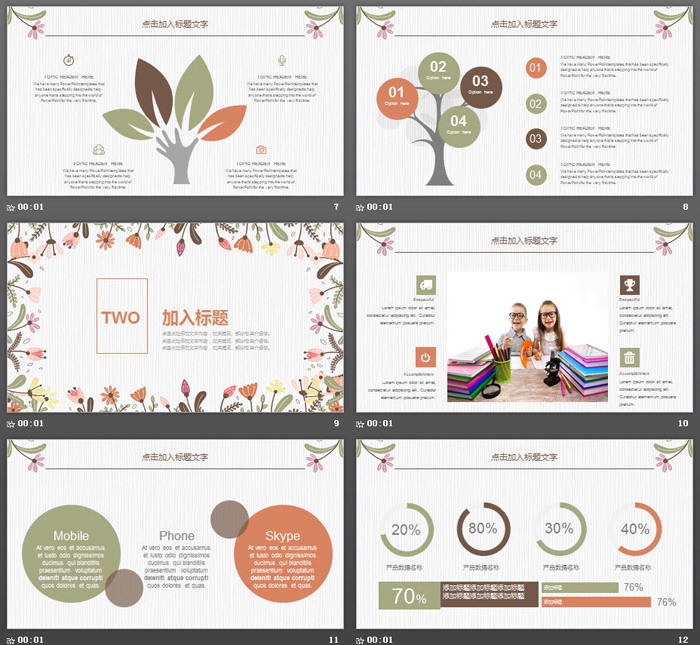 点击加入标题文字
TOPIC HEADER HERE
We have many PowerPoint templates that has been specifically designed to help anyone that is stepping into the world of PowerPoint for the very first time.
TOPIC HEADER HERE
We have many PowerPoint templates that has been specifically designed to help anyone that is stepping into the world of PowerPoint for the very first time.
TOPIC HEADER HERE
We have many PowerPoint templates that has been specifically designed to help anyone that is stepping into the world of PowerPoint for the very first time.
TOPIC HEADER HERE
We have many PowerPoint templates that has been specifically designed to help anyone that is stepping into the world of PowerPoint for the very first time.
00:01
7
点击加入标题文字
01
Option here
02
Option here
03
Option here
04
Option here
01
TOPIC HEADER HERE
We have many PowerPoint templates that has been specifically
designed to help anyone that is stepping into the world of
PowerPoint for the very first time.
02
TOPIC HEADER HERE
We have many PowerPoint templates that has been specifically
designed to help anyone that is stepping into the world of
PowerPoint for the very first time.
03
TOPIC HEADER HERE
We have many PowerPoint templates that has been specifically
designed to help anyone that is stepping into the world of
PowerPoint for the very first time.
04
TOPIC HEADER HERE
We have many PowerPoint templates that has been specifically
designed to help anyone that is stepping into the world of
PowerPoint for the very first time.
00:01
8
TWO
加入标题
00:01
9
点击加入标题文字
Respectful
Lorem ipsum dolor sit amet,
consectetur adipiscing elit.
Curabitur elementum posuere
pretium.
Accomplishment
Lorem ipsum dolor sit amet,
consectetur adipiscing elit.
Curabitur elementum posuere
pretium.
Respectful
Lorem ipsum dolor sit amet,
consectetur adipiscing elit.
Curabitur elementum posuere
pretium.
Accomplishment
Lorem ipsum dolor sit amet,
consectetur adipiscing elit.
Curabitur elementum posuere
pretium.
00:01
10
点击加入标题文字
Mobile
At vero eos et accusamus
et iusto odio dignissimos
ducimus qui blanditiis
praesentium voluptatum
deleniti atque corrupti
quos dolores et quas.
Phone
At vero eos et accusamus
et iusto odio dignissimos
ducimus qui blanditiis
praesentium voluptatum
deleniti atque corrupti
quos dolores et quas.
Skype
At vero eos et accusamus
et iusto odio dignissimos
ducimus qui blanditiis
praesentium voluptatum
deleniti atque corrupti
quos dolores et quas.
00:01
11
点击加入标题文字
20%
80%
30%
40%
产品数据名称
产品数据名称
产品数据名称
产品数据名称
70%
添加标题添加标题添加标题
添加标题添加标题添加标题
添加标题
76%
添加标题
76%
00:01
12